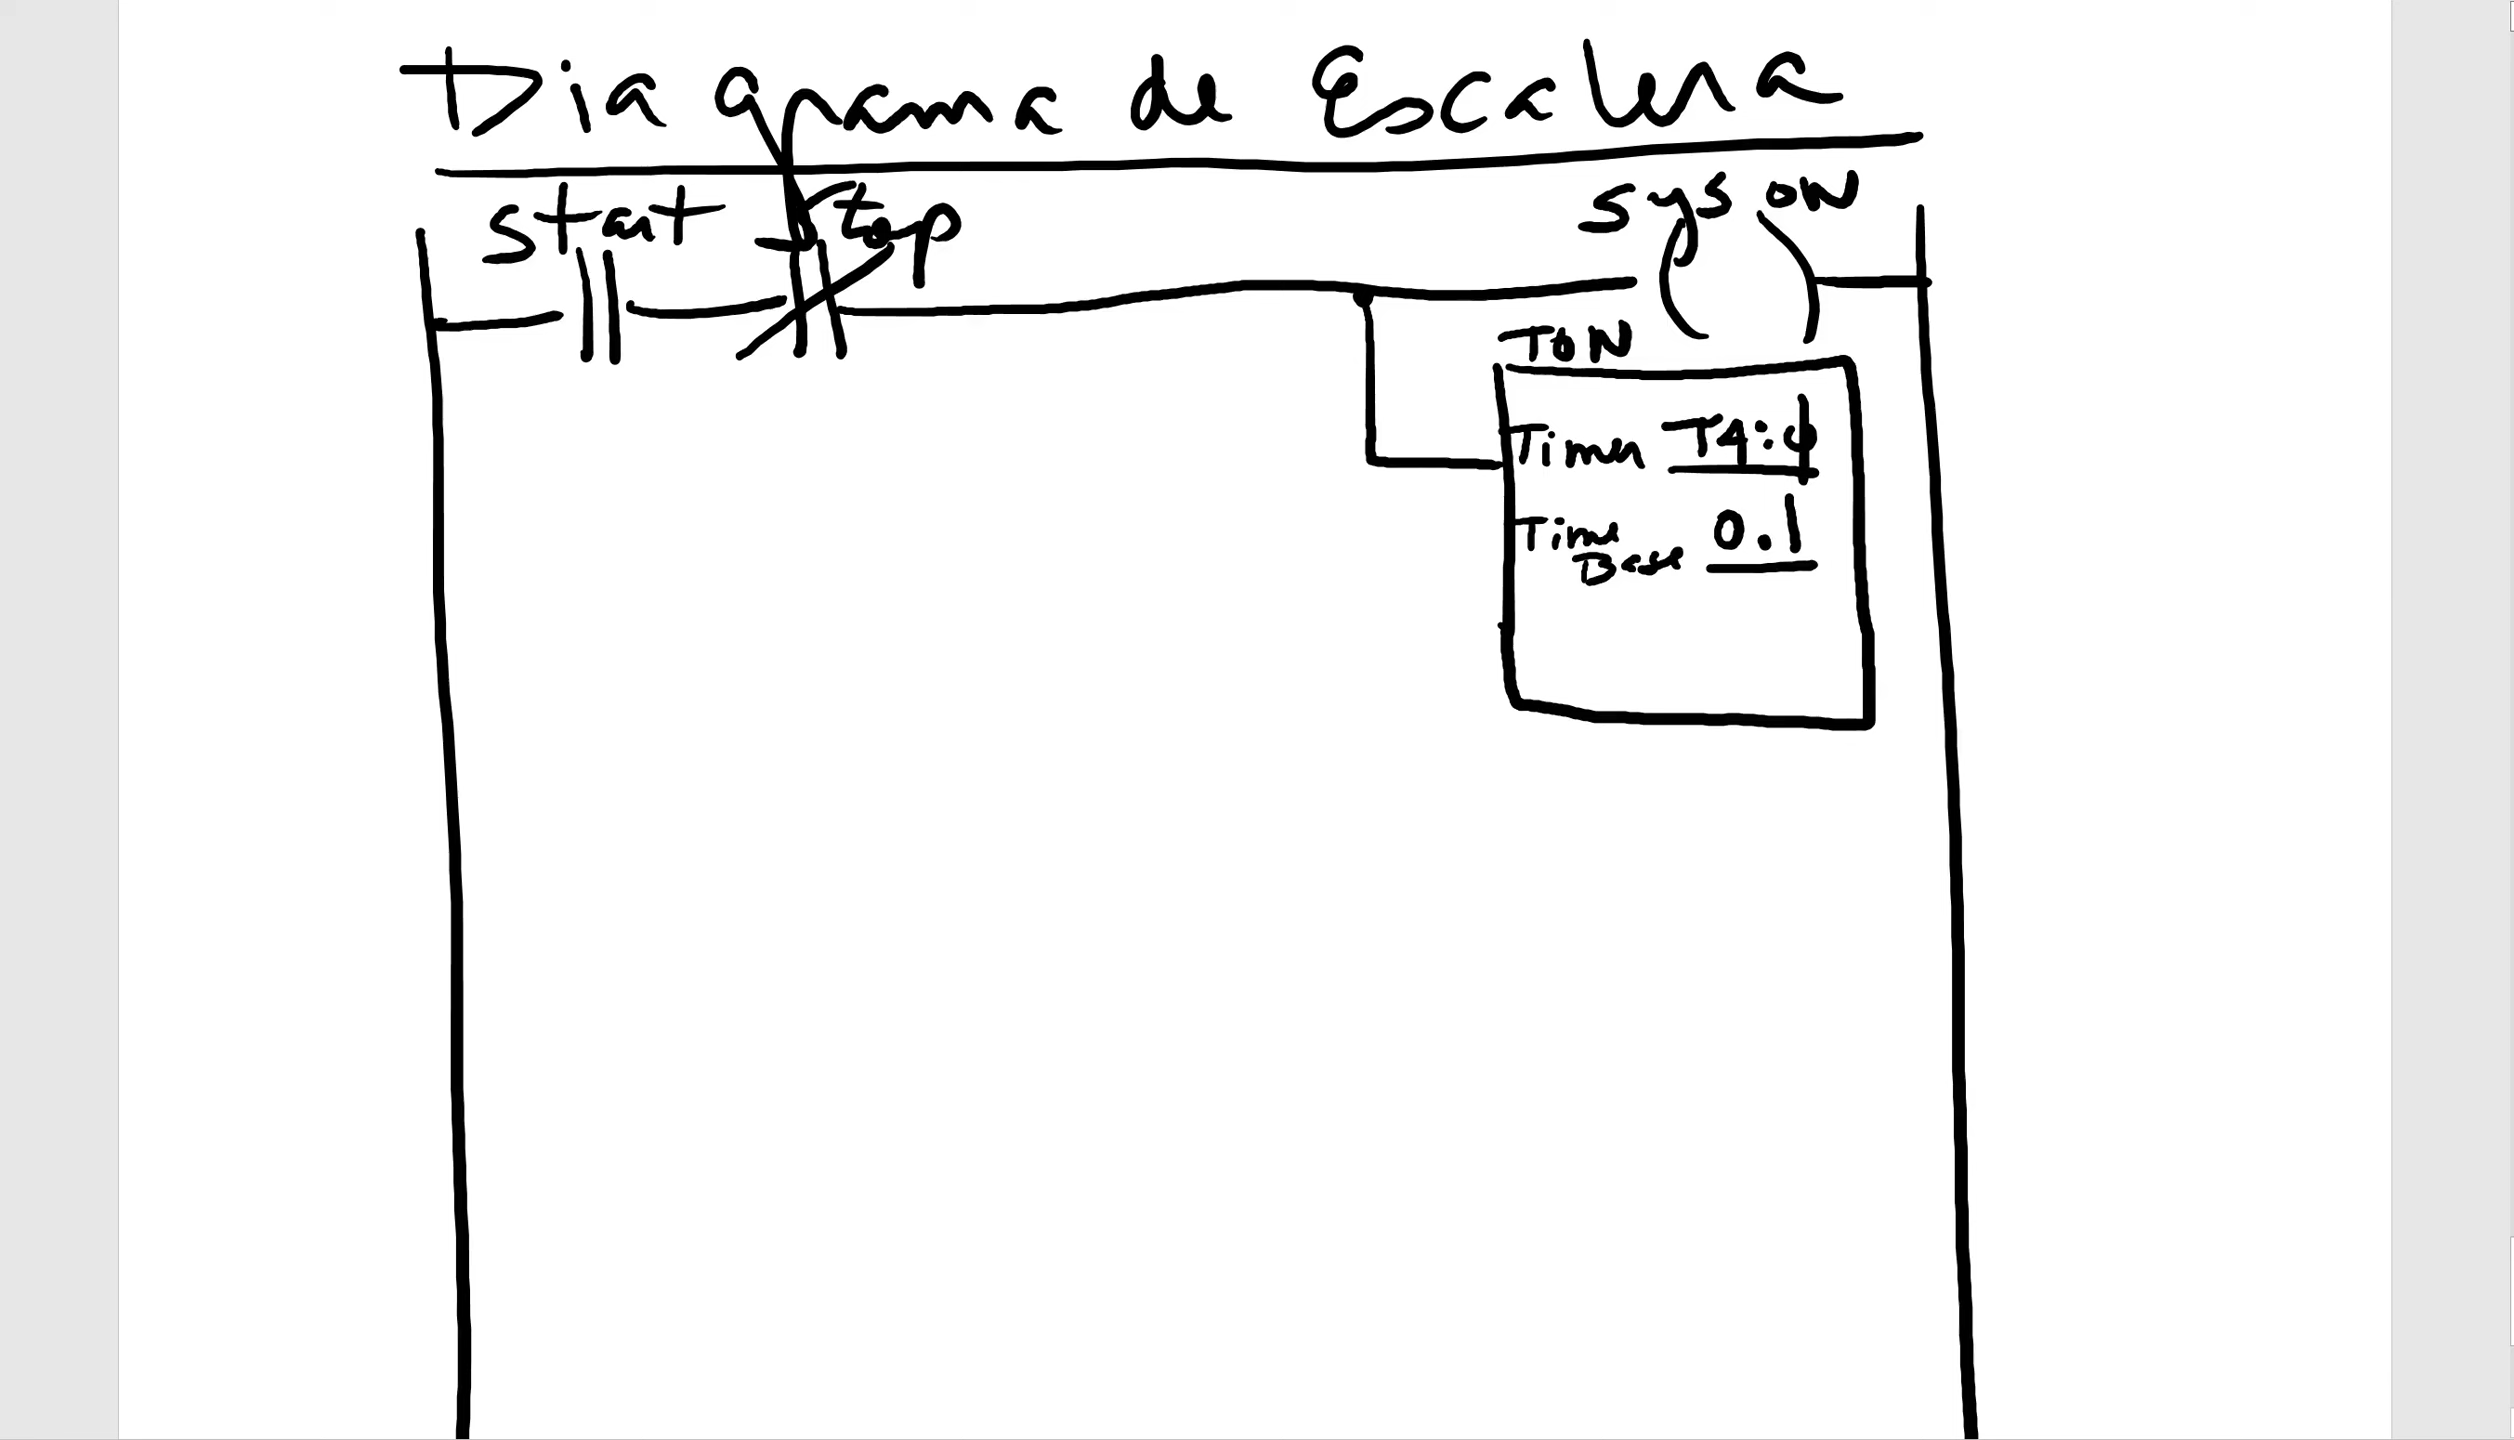 Diagrama de Escalera
Start Stop Sys ON
TON
Timer T4:0
Time Base 0.1